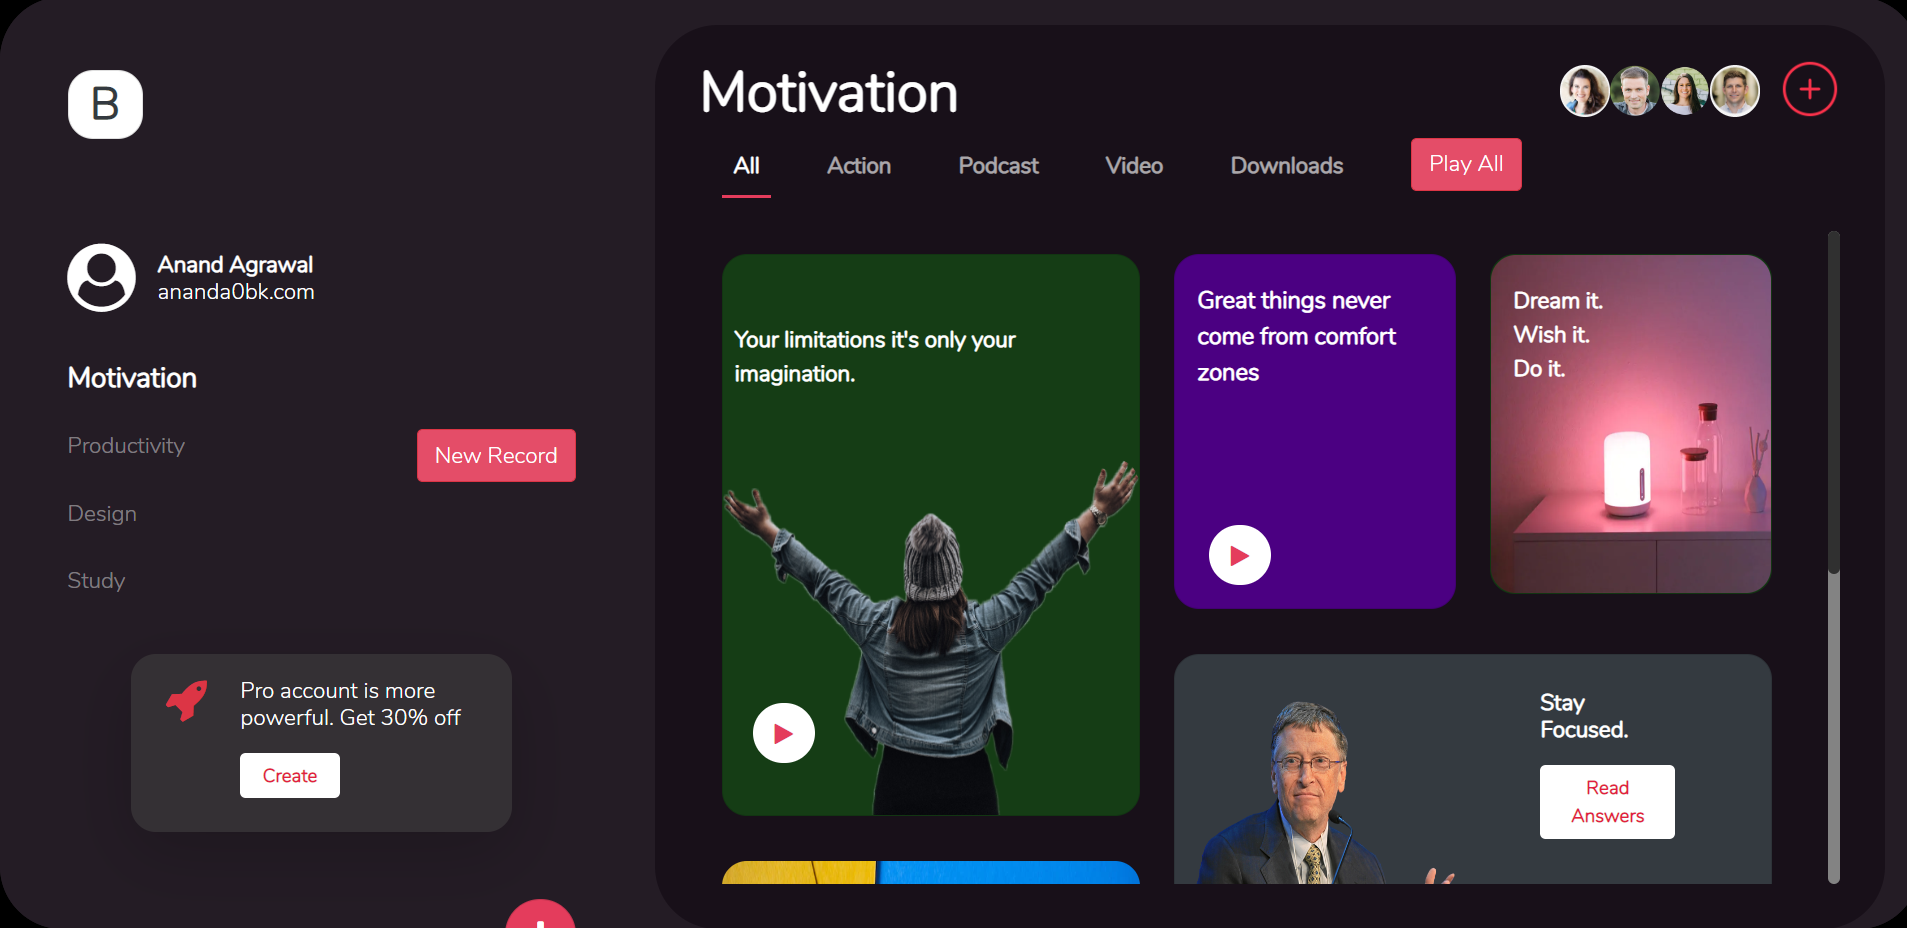 B
Anand Agrawal
ananda0bk.com
Motivation
Productivity
New Record
Design
Study
Pro account is more
powerful. Get 30% off
Create
Motivation
All
Action
Podcast
Video
Downloads
Play All
Your limitations it's only your
imagination.
Great things never
come from comfort
zones
Dream it.
Wish it.
Do it.
Stay
Focused.
Read
Answers